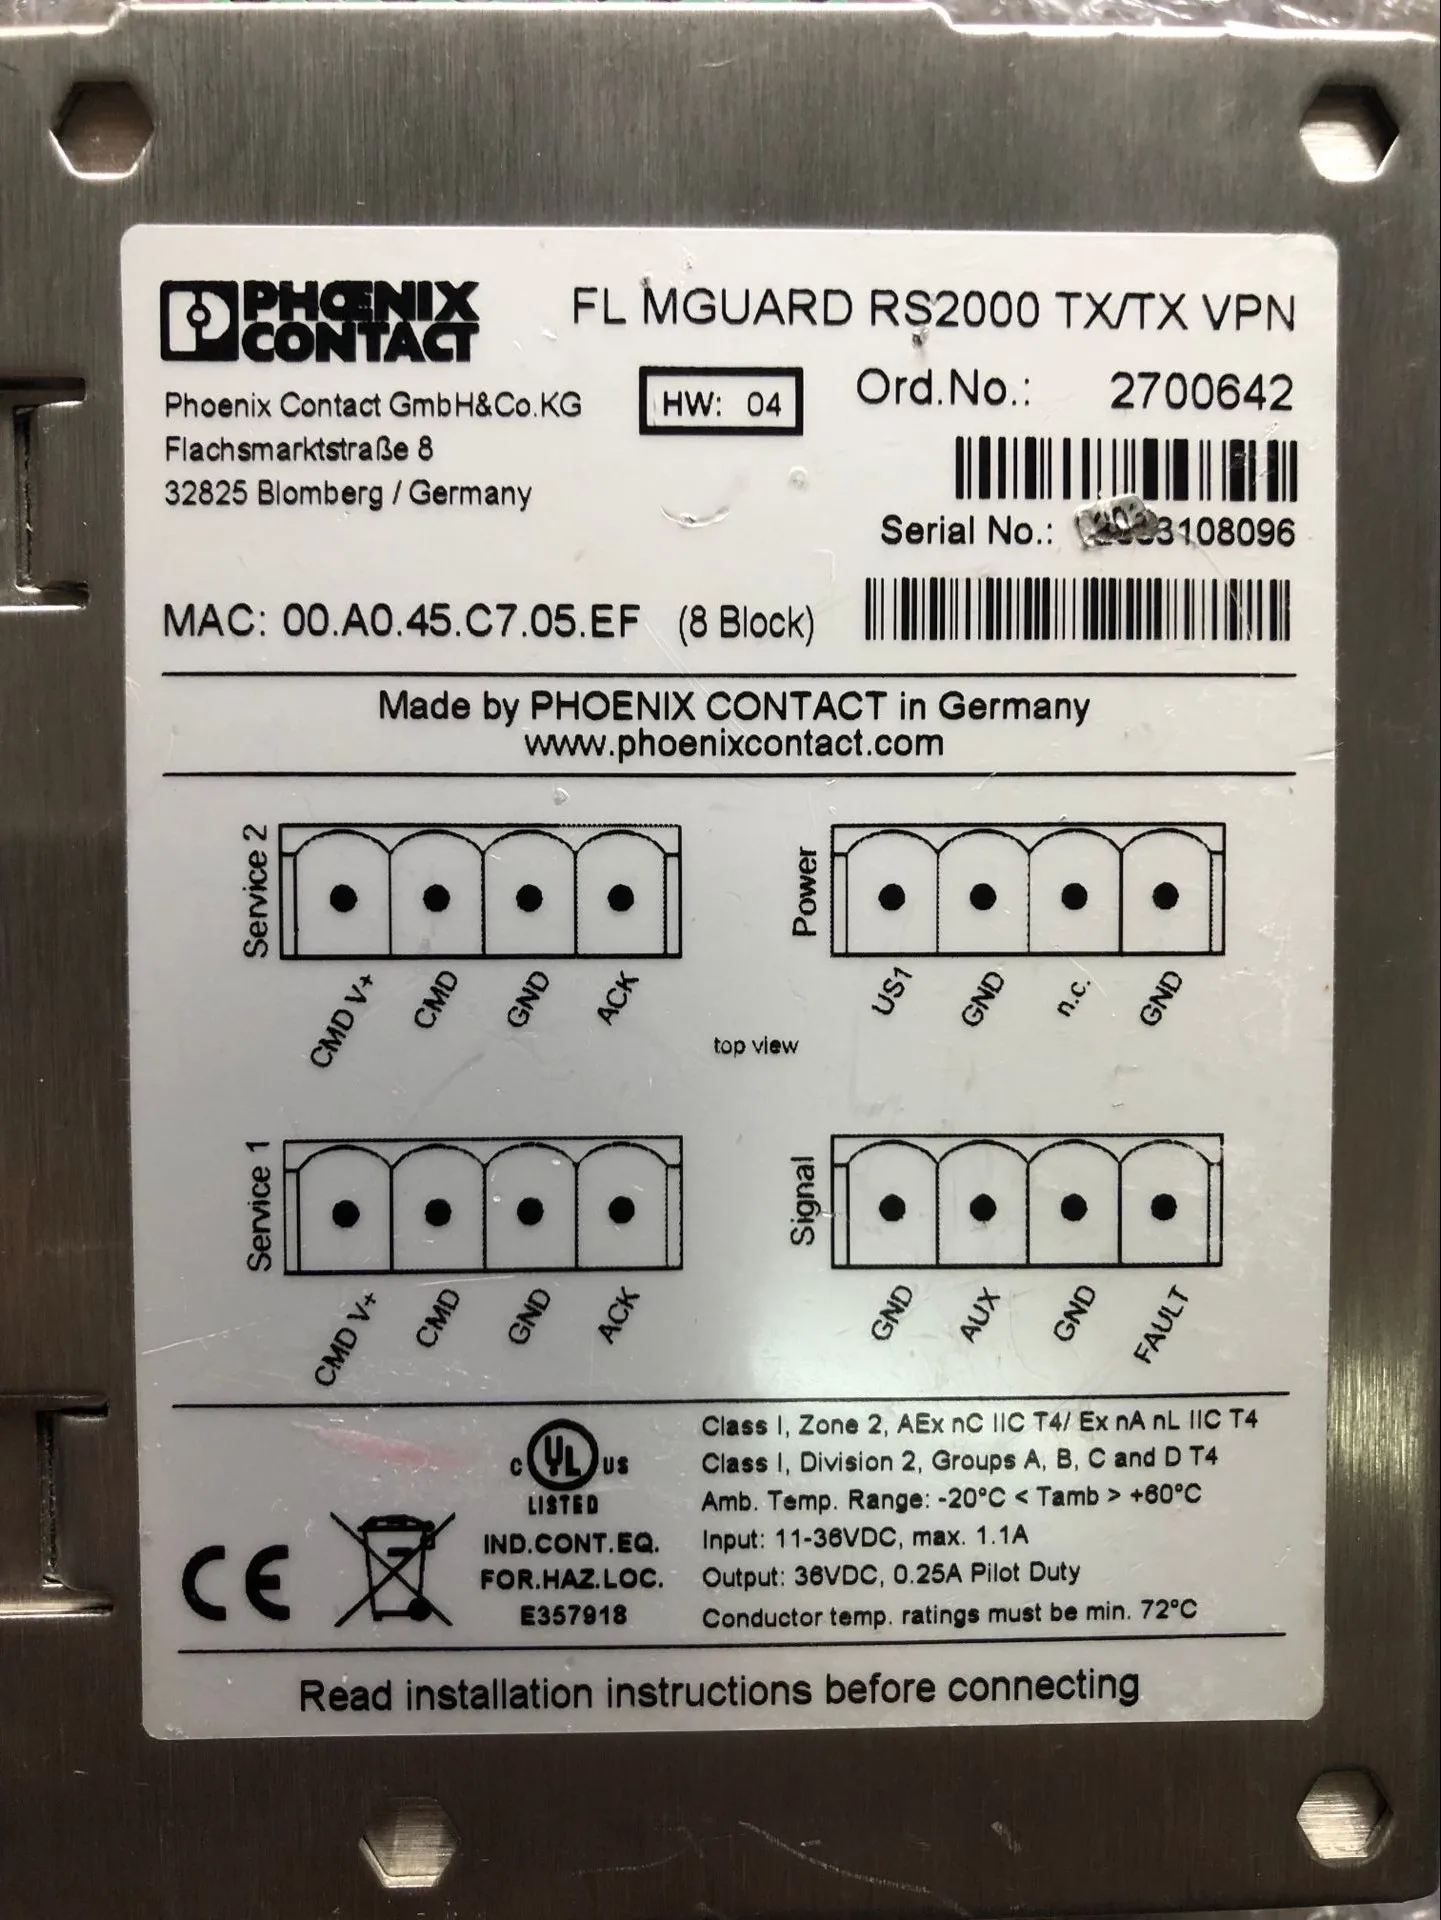 PHŒNIX
CONTACT
FL MGUARD RS2000 TX/TX VPN
Phoenix Contact GmbH&Co.KG
Flachsmarktstraße 8
32825 Blomberg / Germany
HW: 04
Ord.No.: 2700642
Serial No.:
MAC: 00.A0.45.C7.05.EF (8 Block)
Made by PHOENIX CONTACT in Germany
www.phoenixcontact.com
Service 2
CMD V+ CMD GND ACK
Power
US1 GND n.c. GND
top view
Service 1
CMD V+ CMD GND ACK
Signal
GND AUX GND FAULT
CE
C UL US
LISTED
IND.CONT.EQ.
FOR.HAZ.LOC.
E357918
Class I, Zone 2, AEx nC IIC T4/ Ex nA nL IIC T4
Class I, Division 2, Groups A, B, C and D T4
Amb. Temp. Range: -20°C < Tamb > +60°C
Input: 11-36VDC, max. 1.1A
Output: 36VDC, 0.25A Pilot Duty
Conductor temp. ratings must be min. 72°C
Read installation instructions before connecting